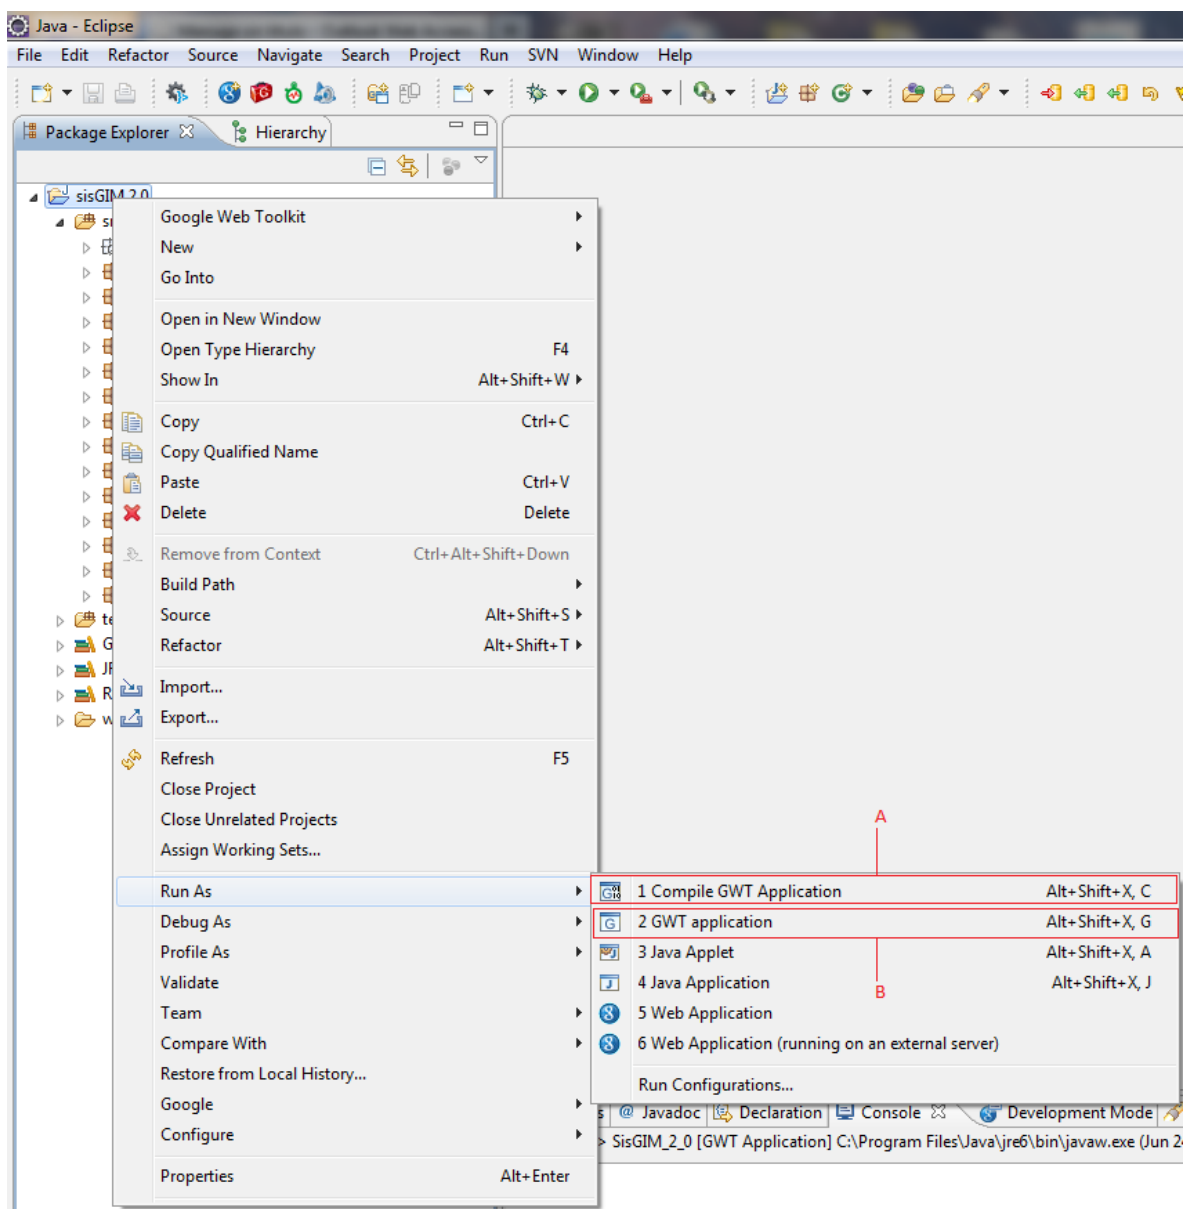 Java - Eclipse
File Edit Refactor Source Navigate Search Project Run SVN Window Help
Package Explorer Hierarchy
sisGIM 2.0
Google Web Toolkit
New
Go Into
Open in New Window
Open Type Hierarchy F4
Show In Alt+Shift+W
Copy Ctrl+C
Copy Qualified Name
Paste Ctrl+V
Delete Delete
Remove from Context Ctrl+Alt+Shift+Down
Build Path
Source Alt+Shift+S
Refactor Alt+Shift+T
Import...
Export...
Refresh F5
Close Project
Close Unrelated Projects
Assign Working Sets...
A
Run As
1 Compile GWT Application Alt+Shift+X, C
Debug As
2 GWT application Alt+Shift+X, G
Profile As
3 Java Applet Alt+Shift+X, A
Validate
4 Java Application Alt+Shift+X, J
B
Team
5 Web Application
Compare With
6 Web Application (running on an external server)
Restore from Local History...
Run Configurations...
Google
s @ Javadoc Declaration Console Development Mode
Configure
> SisGIM_2_0 [GWT Application] C:\Program Files\Java\jre6\bin\javaw.exe (Jun 24
Properties Alt+Enter